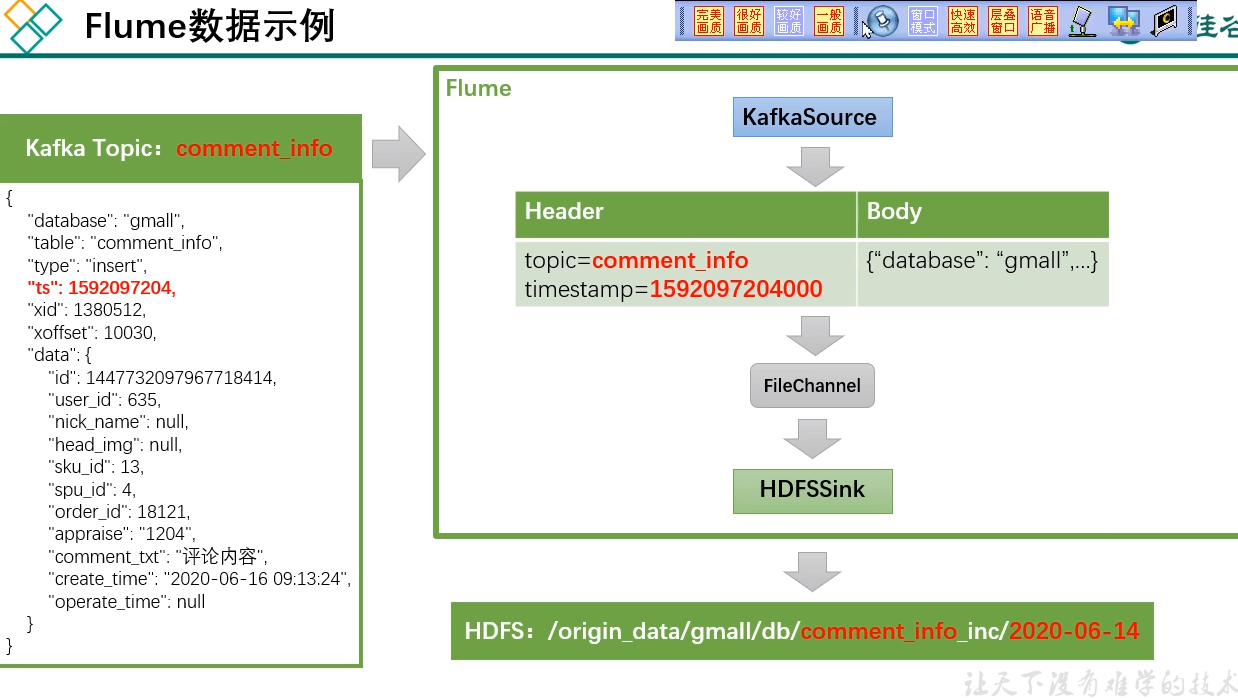 Flume数据示例
完美画质 很好画质 较好画质 一般画质 窗口模式 快速高效 层叠窗口 语音广播
Kafka Topic：comment_info
{
"database": "gmall",
"table": "comment_info",
"type": "insert",
"ts": 1592097204,
"xid": 1380512,
"xoffset": 10030,
"data": {
"id": 1447732097967718414,
"user_id": 635,
"nick_name": null,
"head_img": null,
"sku_id": 13,
"spu_id": 4,
"order_id": 18121,
"appraise": "1204",
"comment_txt": "评论内容",
"create_time": "2020-06-16 09:13:24",
"operate_time": null
}
}
Flume
KafkaSource
Header Body
topic=comment_info {“database”: “gmall”,...}
timestamp=1592097204000
FileChannel
HDFSSink
HDFS：/origin_data/gmall/db/comment_info_inc/2020-06-14
让天下没有难学的技术